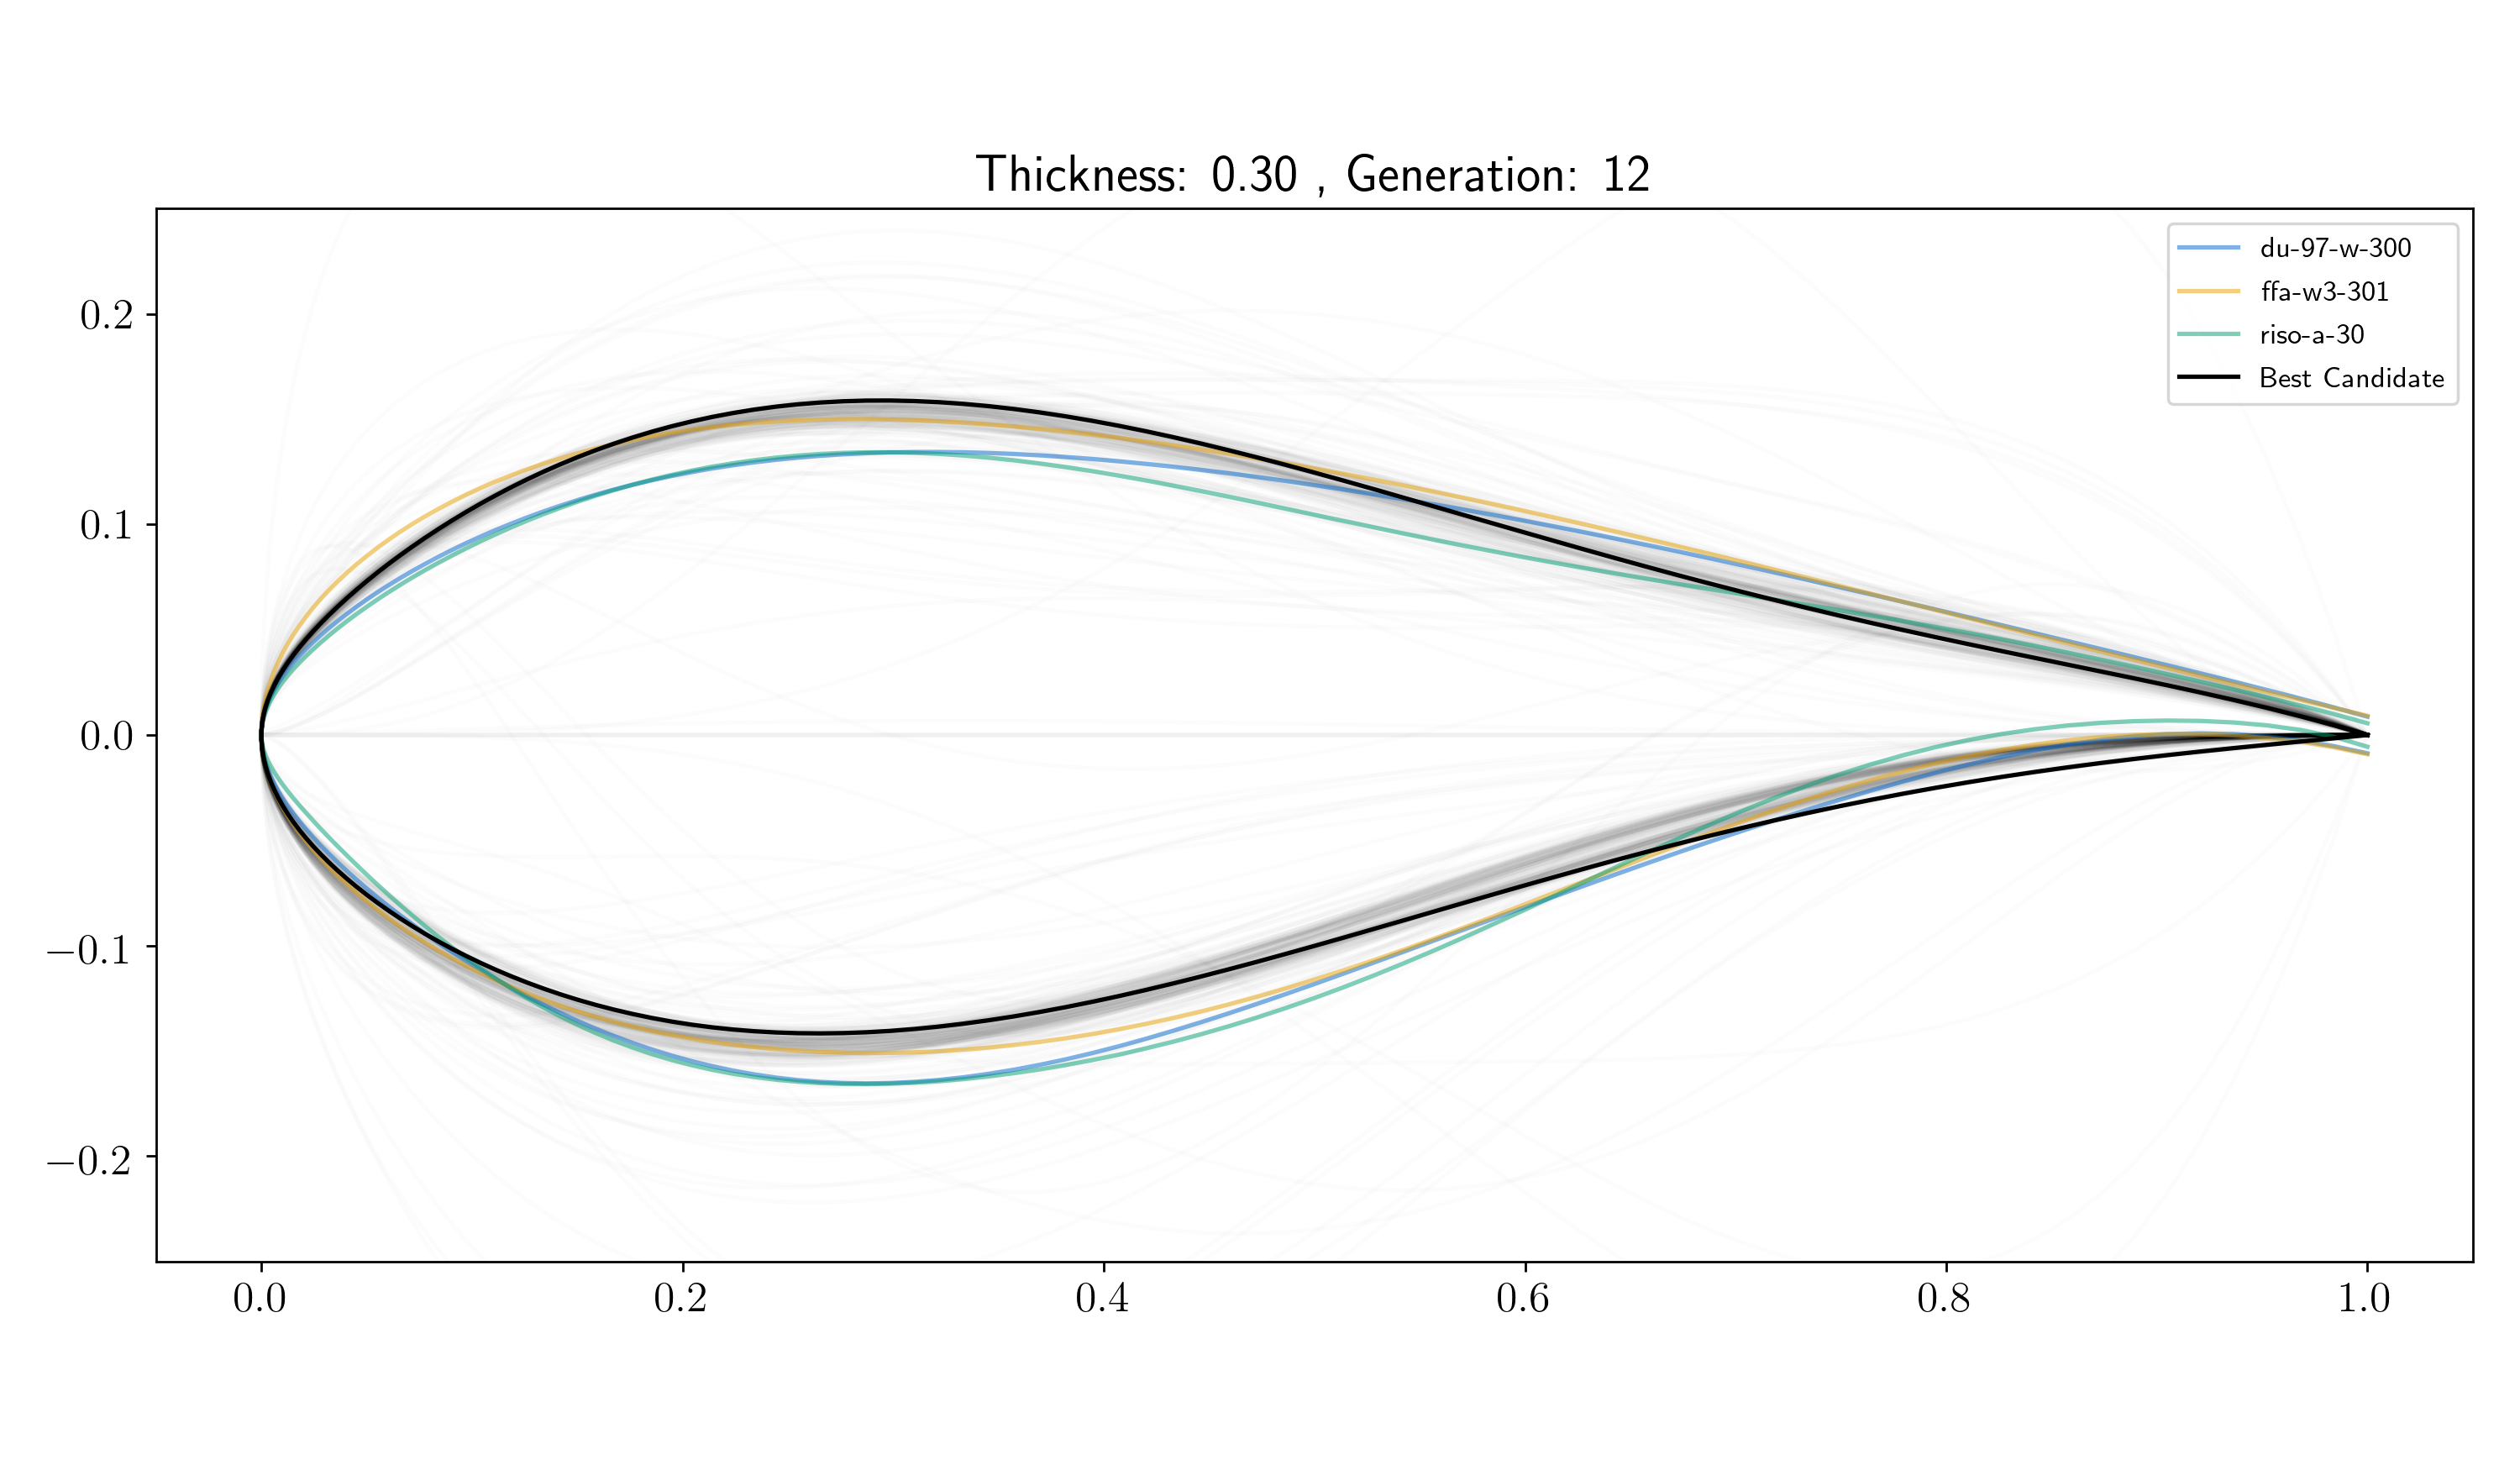 Thickness: 0.30 , Generation: 12
du-97-w-300
ffa-w3-301
riso-a-30
Best Candidate
0.2
0.1
0.0
−0.1
−0.2
0.0 0.2 0.4 0.6 0.8 1.0